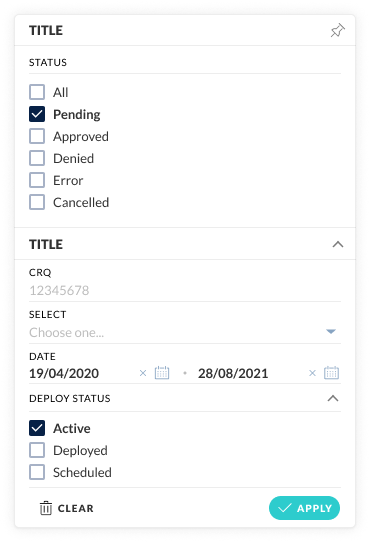 TITLE
STATUS
All
Pending
Approved
Denied
Error
Cancelled
TITLE
CRQ
12345678
SELECT
Choose one...
DATE
19/04/2020 × • 28/08/2021 ×
DEPLOY STATUS
Active
Deployed
Scheduled
CLEAR APPLY